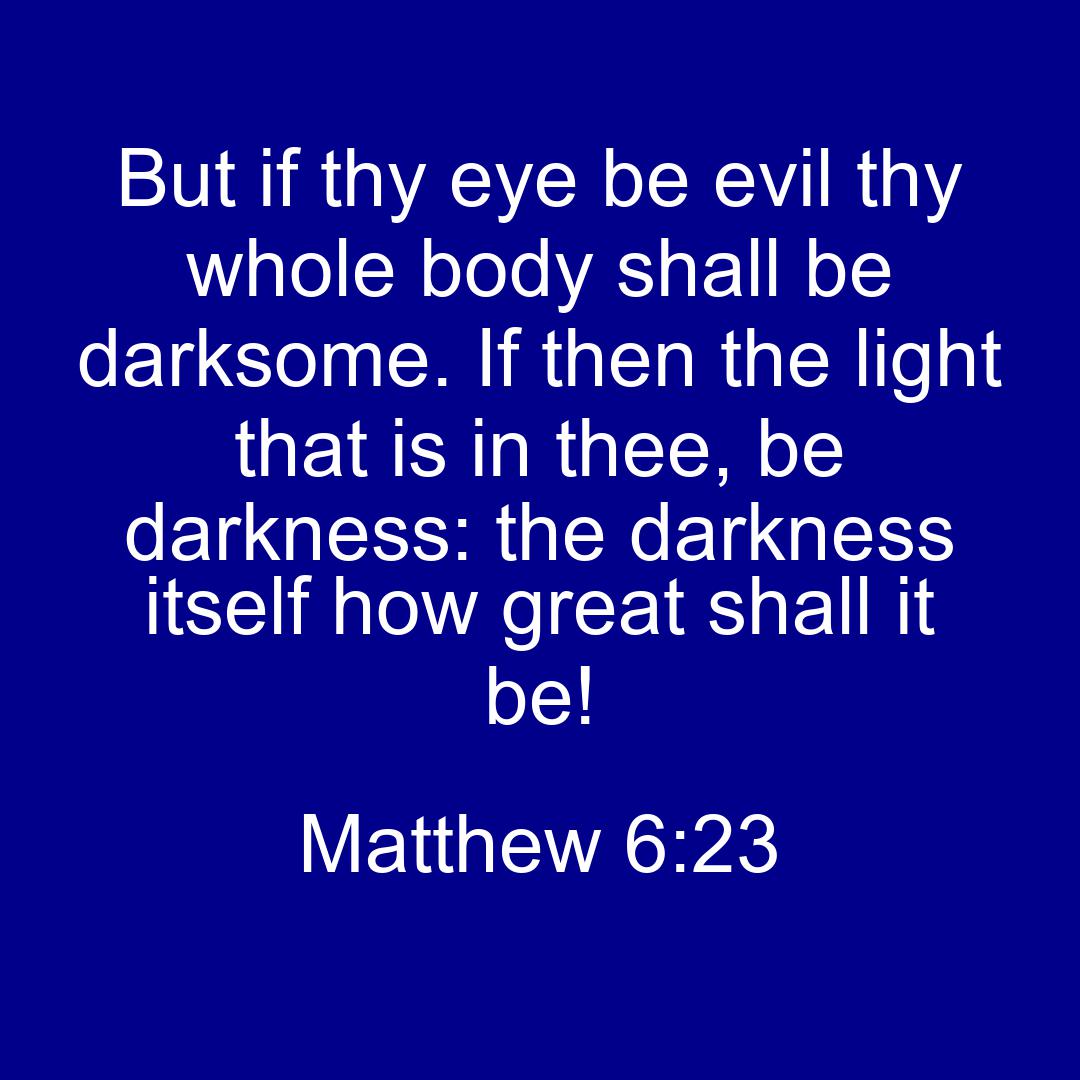 But if thy eye be evil thy
whole body shall be
darksome. If then the light
that is in thee, be
darkness: the darkness
itself how great shall it
be!
Matthew 6:23